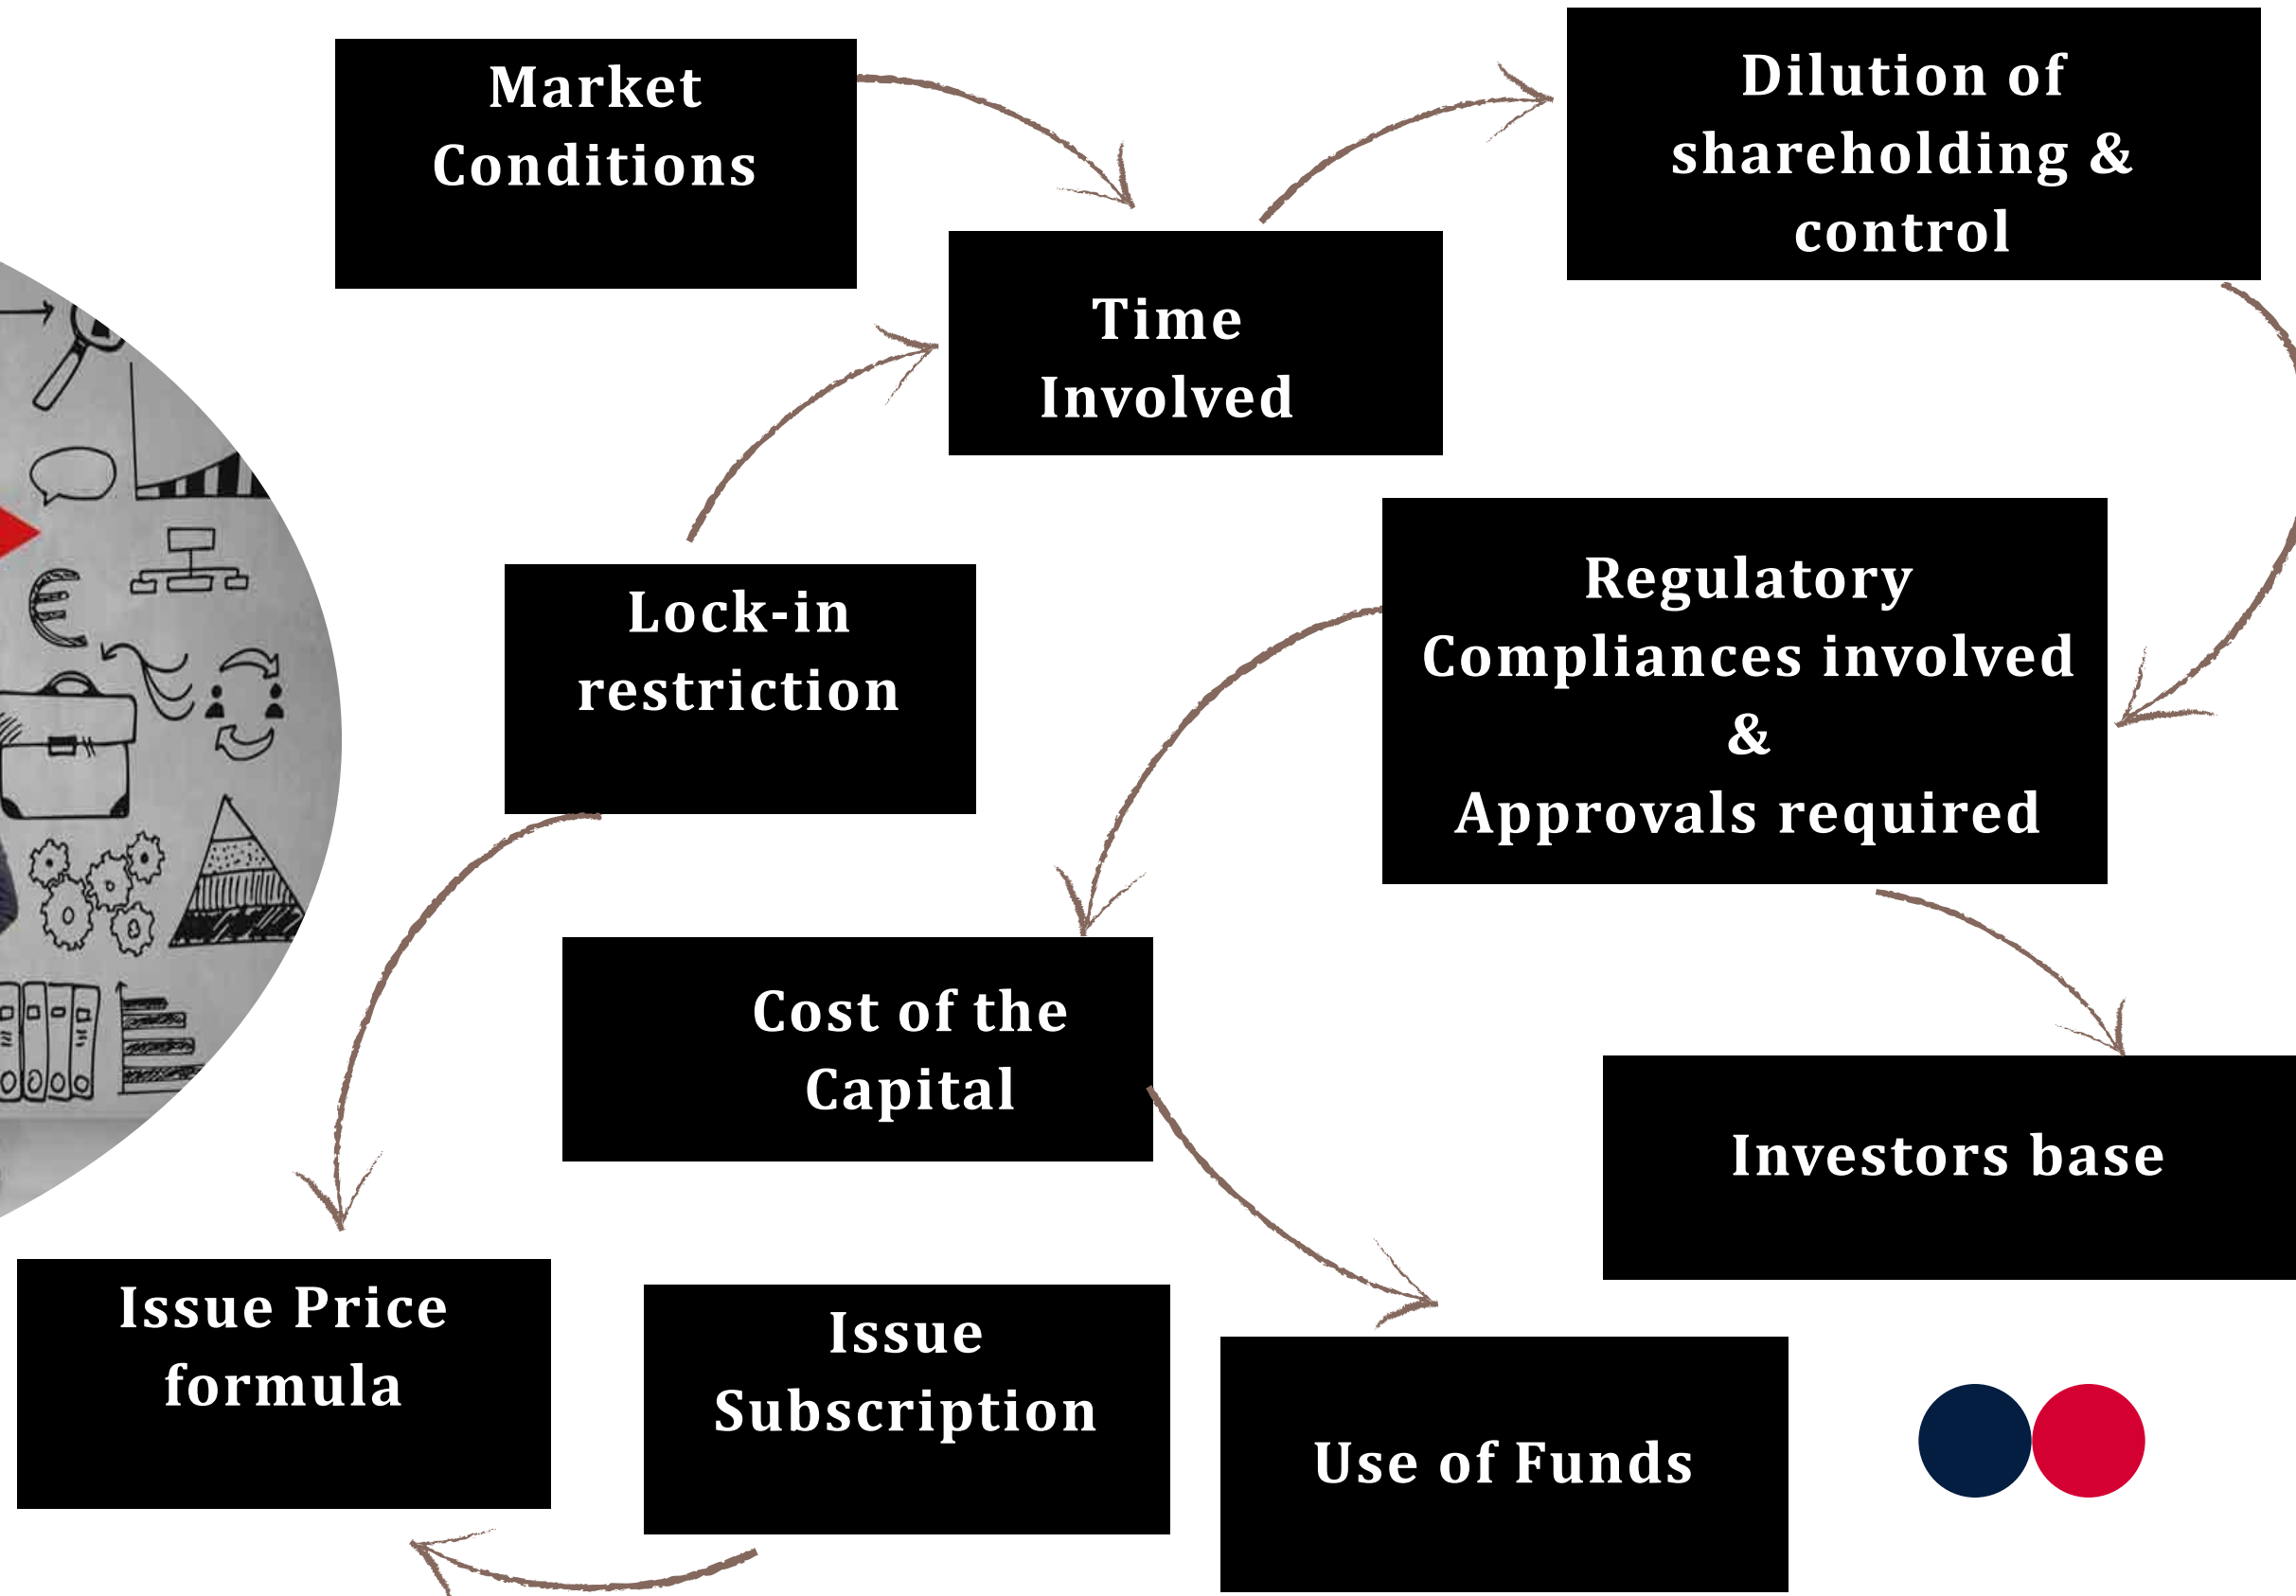 Market
Conditions
Dilution of
shareholding &
control
Time
Involved
Lock-in
restriction
Regulatory
Compliances involved
&
Approvals required
Cost of the
Capital
Investors base
Issue Price
formula
Issue
Subscription
Use of Funds